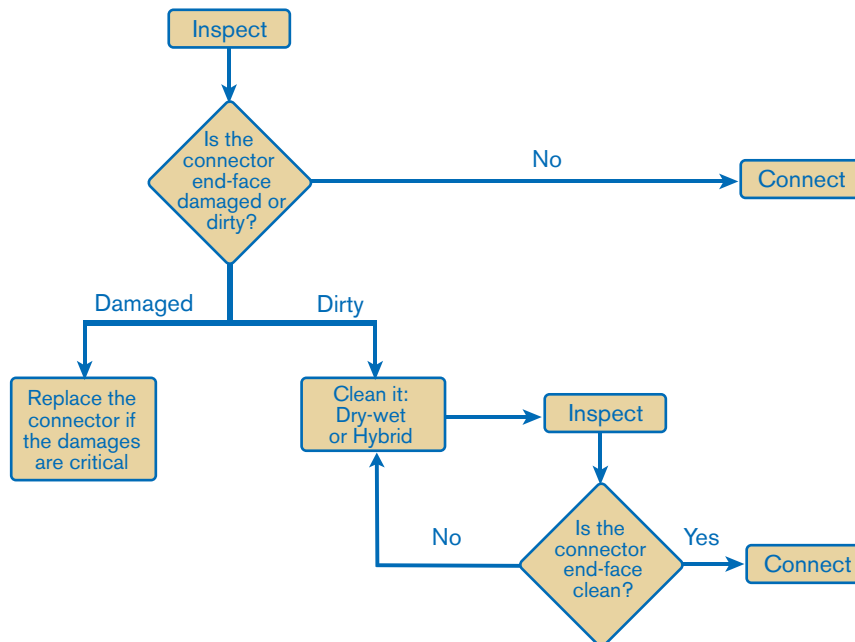 Inspect
Is the
connector
end-face
damaged or
dirty?
No
Connect
Damaged
Dirty
Replace the
connector if
the damages
are critical
Clean it:
Dry-wet
or Hybrid
Inspect
Is the
connector
end-face
clean?
No
Yes
Connect